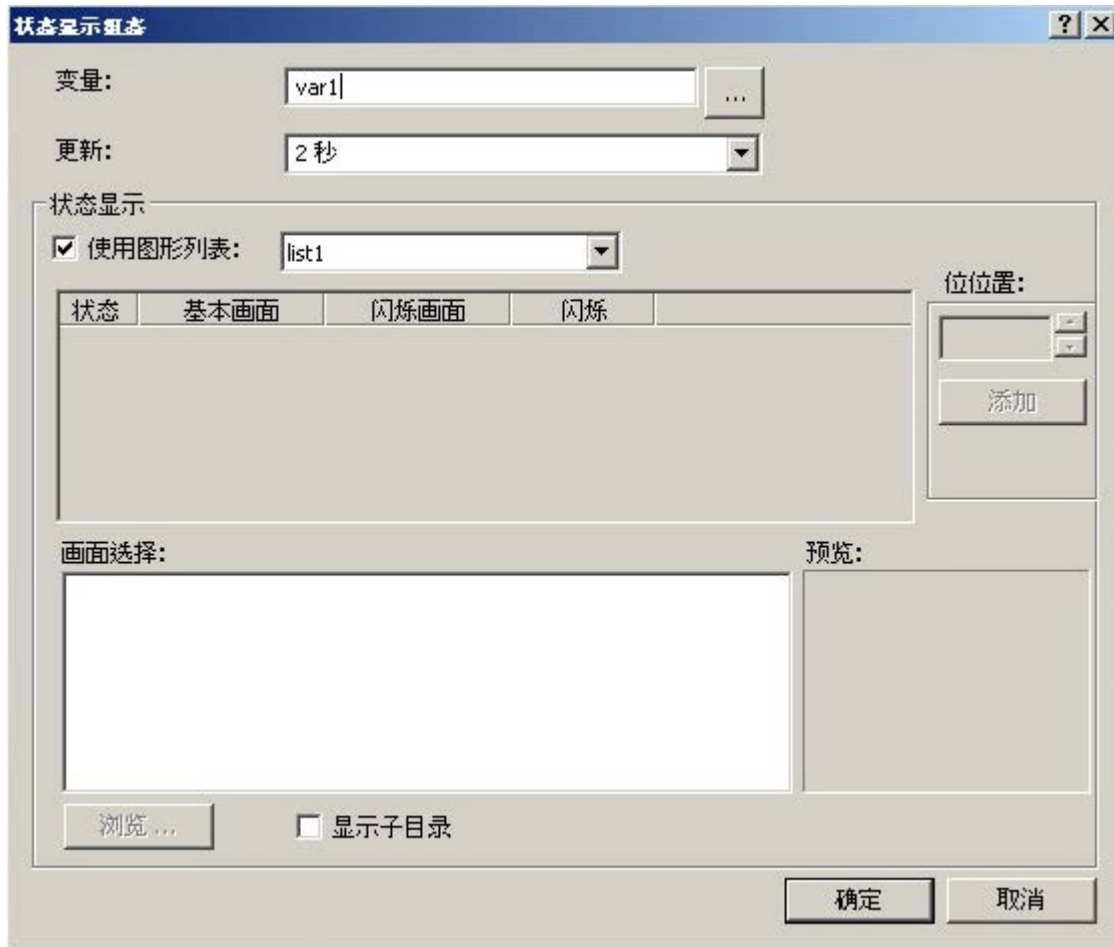 状态显示组态
变量:
var1
...
更新:
2 秒
状态显示
使用图形列表:
list1
状态 基本画面 闪烁画面 闪烁
位位置:
添加
画面选择:
预览:
浏览 ...
显示子目录
确定 取消